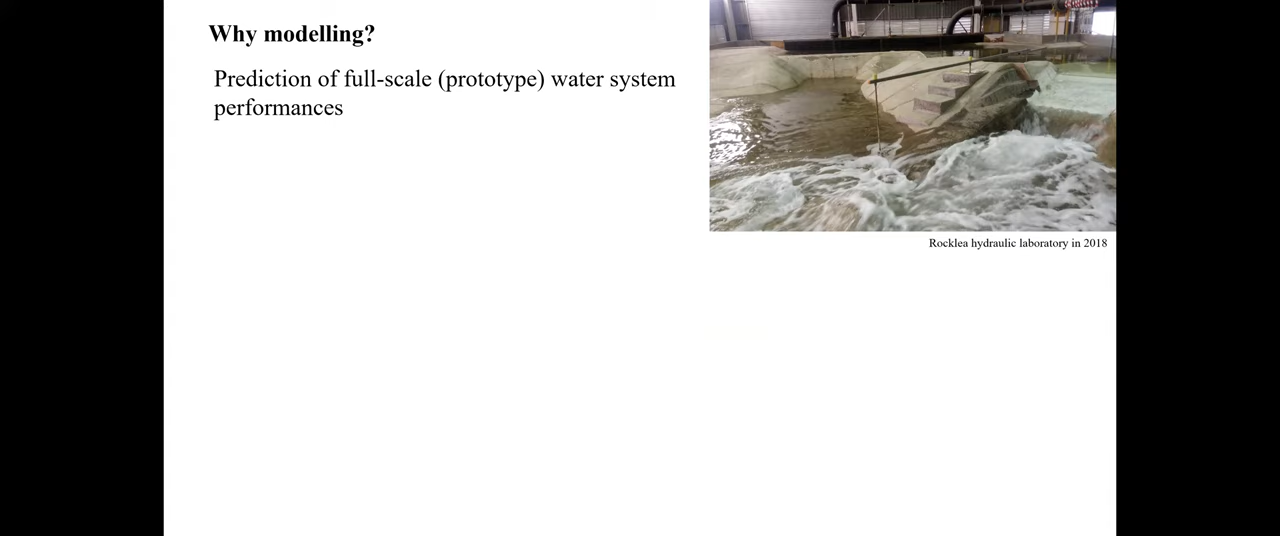 Why modelling?
Prediction of full-scale (prototype) water system
performances
Rocklea hydraulic laboratory in 2018